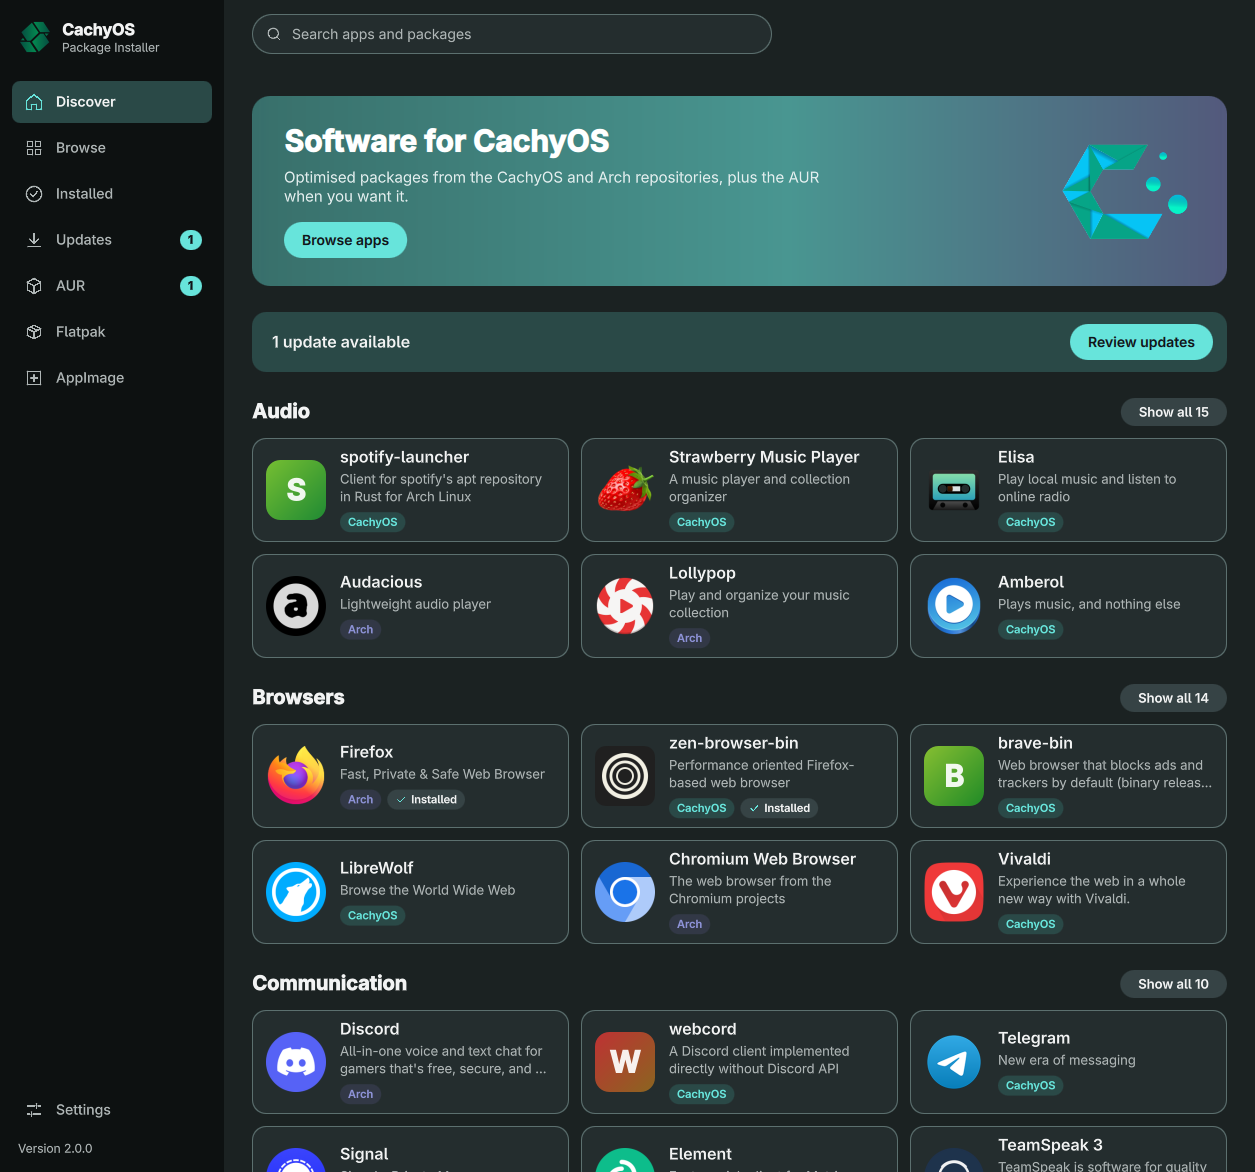 CachyOS
Package Installer
Search apps and packages
Discover
Browse
Installed
Updates
1
AUR
1
Flatpak
AppImage
Software for CachyOS
Optimised packages from the CachyOS and Arch repositories, plus the AUR
when you want it.
Browse apps
1 update available
Review updates
Audio
Show all 15
spotify-launcher
Client for spotify's apt repository
in Rust for Arch Linux
CachyOS
S
Strawberry Music Player
A music player and collection
organizer
CachyOS
Elisa
Play local music and listen to
online radio
CachyOS
a
Audacious
Lightweight audio player
Arch
Lollypop
Play and organize your music
collection
Arch
Amberol
Plays music, and nothing else
CachyOS
Browsers
Show all 14
Firefox
Fast, Private & Safe Web Browser
Arch
Installed
zen-browser-bin
Performance oriented Firefox-
based web browser
CachyOS
Installed
B
brave-bin
Web browser that blocks ads and
trackers by default (binary releas...
CachyOS
LibreWolf
Browse the World Wide Web
CachyOS
Chromium Web Browser
The web browser from the
Chromium projects
Arch
Vivaldi
Experience the web in a whole
new way with Vivaldi.
CachyOS
Communication
Show all 10
Discord
All-in-one voice and text chat for
gamers that's free, secure, and ...
Arch
W
webcord
A Discord client implemented
directly without Discord API
CachyOS
Telegram
New era of messaging
CachyOS
Signal
Element
TeamSpeak 3
TeamSpeak is software for quality
Settings
Version 2.0.0